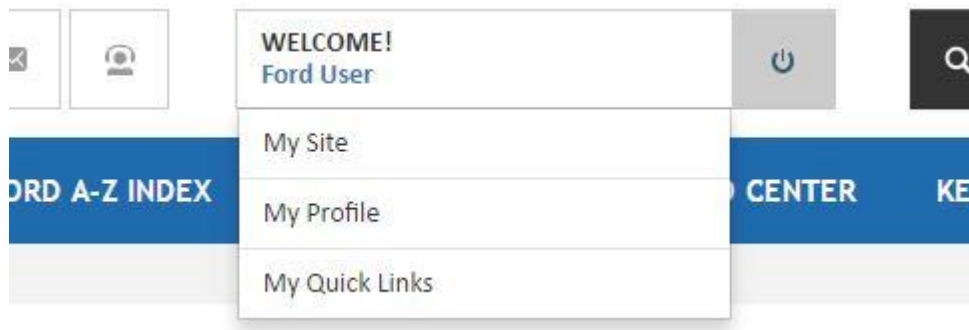 WELCOME!
Ford User
My Site
ORD A-Z INDEX
CENTER
KE
My Profile
My Quick Links